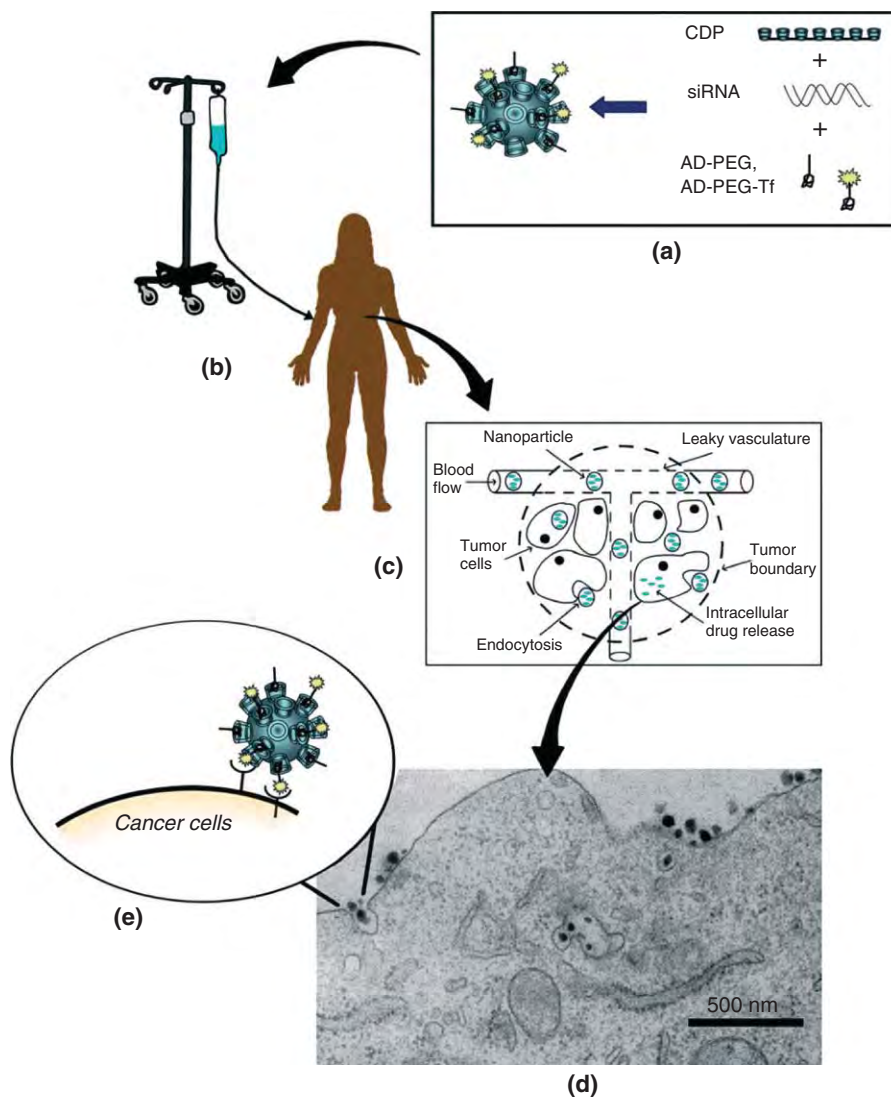 CDP
+
siRNA
+
AD-PEG,
AD-PEG-Tf
(a)
(b)
Nanoparticle
Leaky vasculature
Blood
flow
Tumor
cells
Tumor
boundary
Endocytosis
Intracellular
drug release
(c)
Cancer cells
(e)
500 nm
(d)